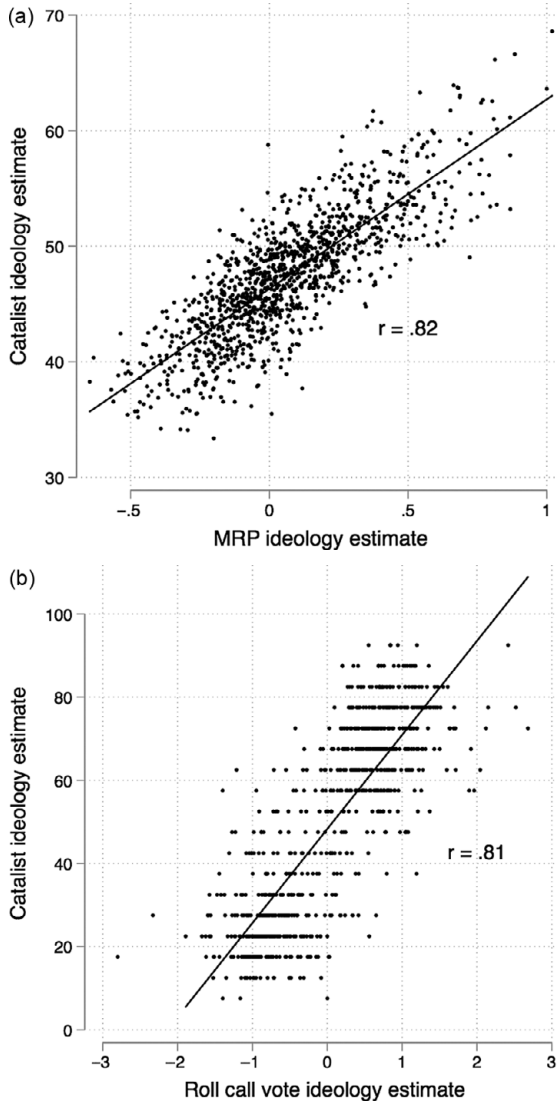 (a)
70
60
50
40
30
Catalist ideology estimate
r = .82
–.5
0
.5
1
MRP ideology estimate
(b)
100
80
60
40
20
0
Catalist ideology estimate
r = .81
–3
–2
–1
0
1
2
3
Roll call vote ideology estimate